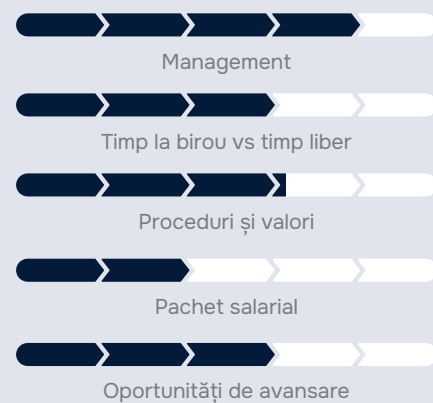 Management
Timp la birou vs timp liber
Proceduri și valori
Pachet salarial
Oportunități de avansare